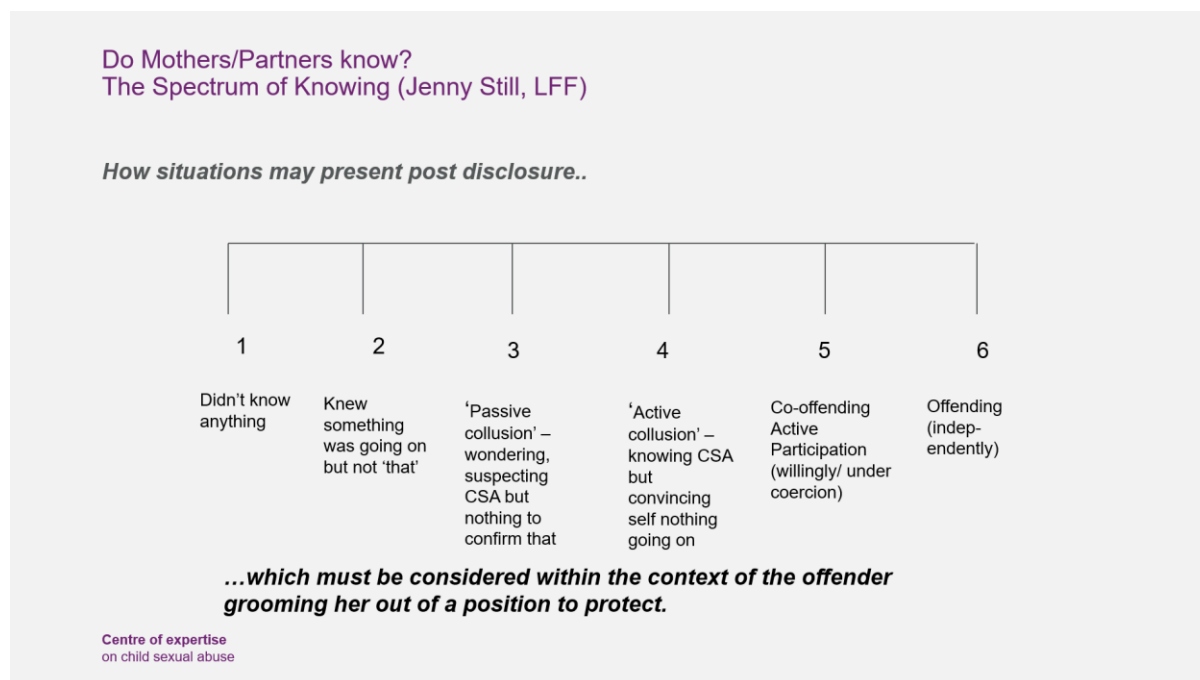 Do Mothers/Partners know?
The Spectrum of Knowing (Jenny Still, LFF)
How situations may present post disclosure..
1
2
3
4
5
6
Didn’t know
anything
Knew
something
was going on
but not ‘that’
‘Passive
collusion’ –
wondering,
suspecting
CSA but
nothing to
confirm that
‘Active
collusion’ –
knowing CSA
but
convincing
self nothing
going on
Co-offending
Active
Participation
(willingly/ under
coercion)
Offending
(indep-
endently)
…which must be considered within the context of the offender
grooming her out of a position to protect.
Centre of expertise
on child sexual abuse